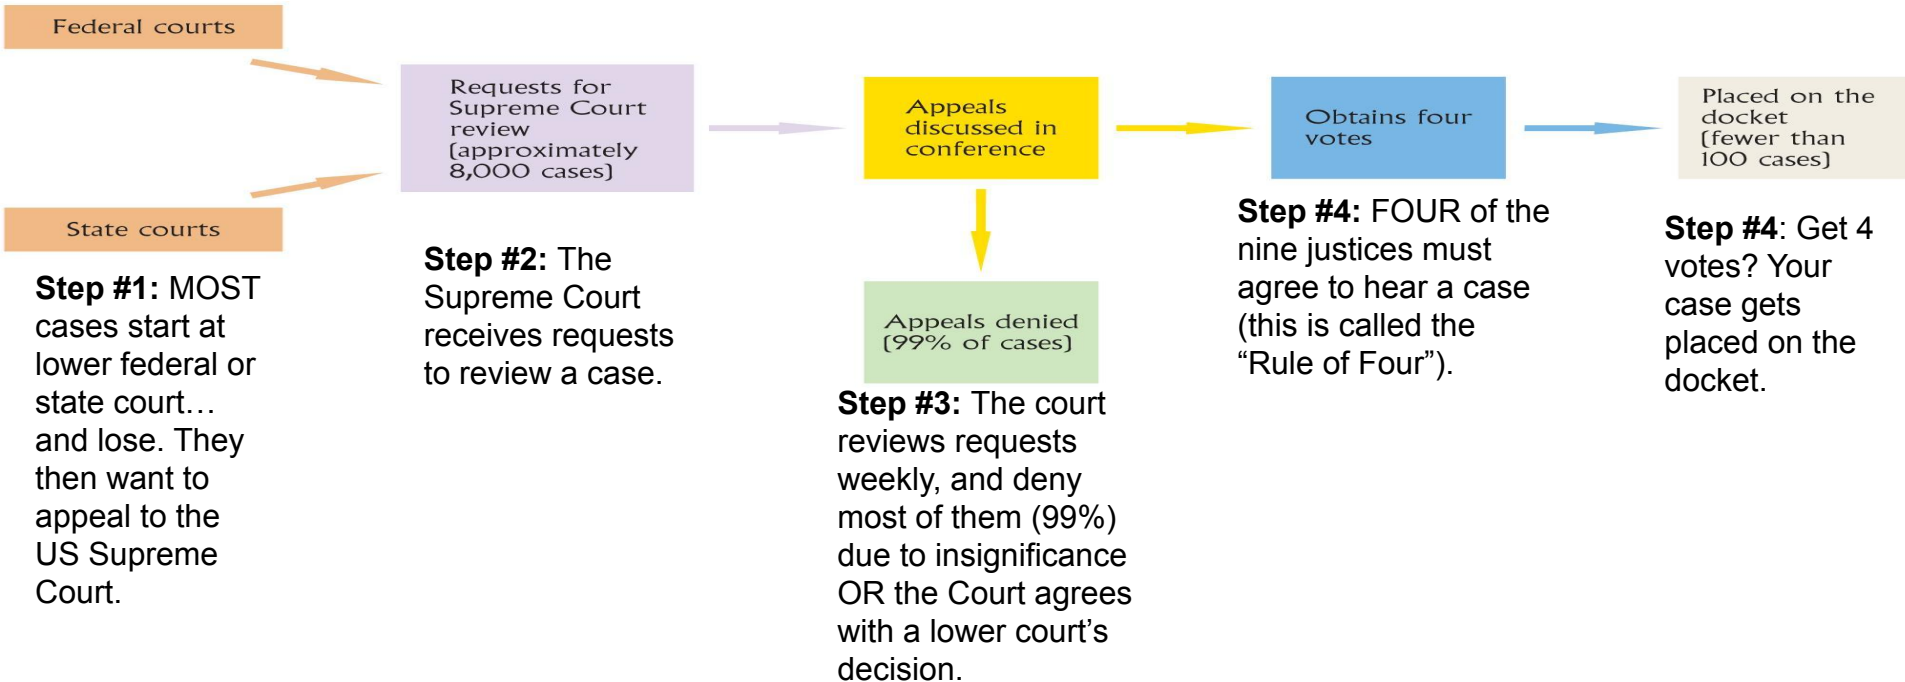 Federal courts
State courts
Step #1: MOST
cases start at
lower federal or
state court…
and lose. They
then want to
appeal to the
US Supreme
Court.
Requests for
Supreme Court
review
(approximately
8,000 cases)
Step #2: The
Supreme Court
receives requests
to review a case.
Appeals
discussed in
conference
Appeals denied
(99% of cases)
Step #3: The court
reviews requests
weekly, and deny
most of them (99%)
due to insignificance
OR the Court agrees
with a lower court’s
decision.
Obtains four
votes
Step #4: FOUR of the
nine justices must
agree to hear a case
(this is called the
“Rule of Four”).
Placed on the
docket
(fewer than
100 cases)
Step #4: Get 4
votes? Your
case gets
placed on the
docket.